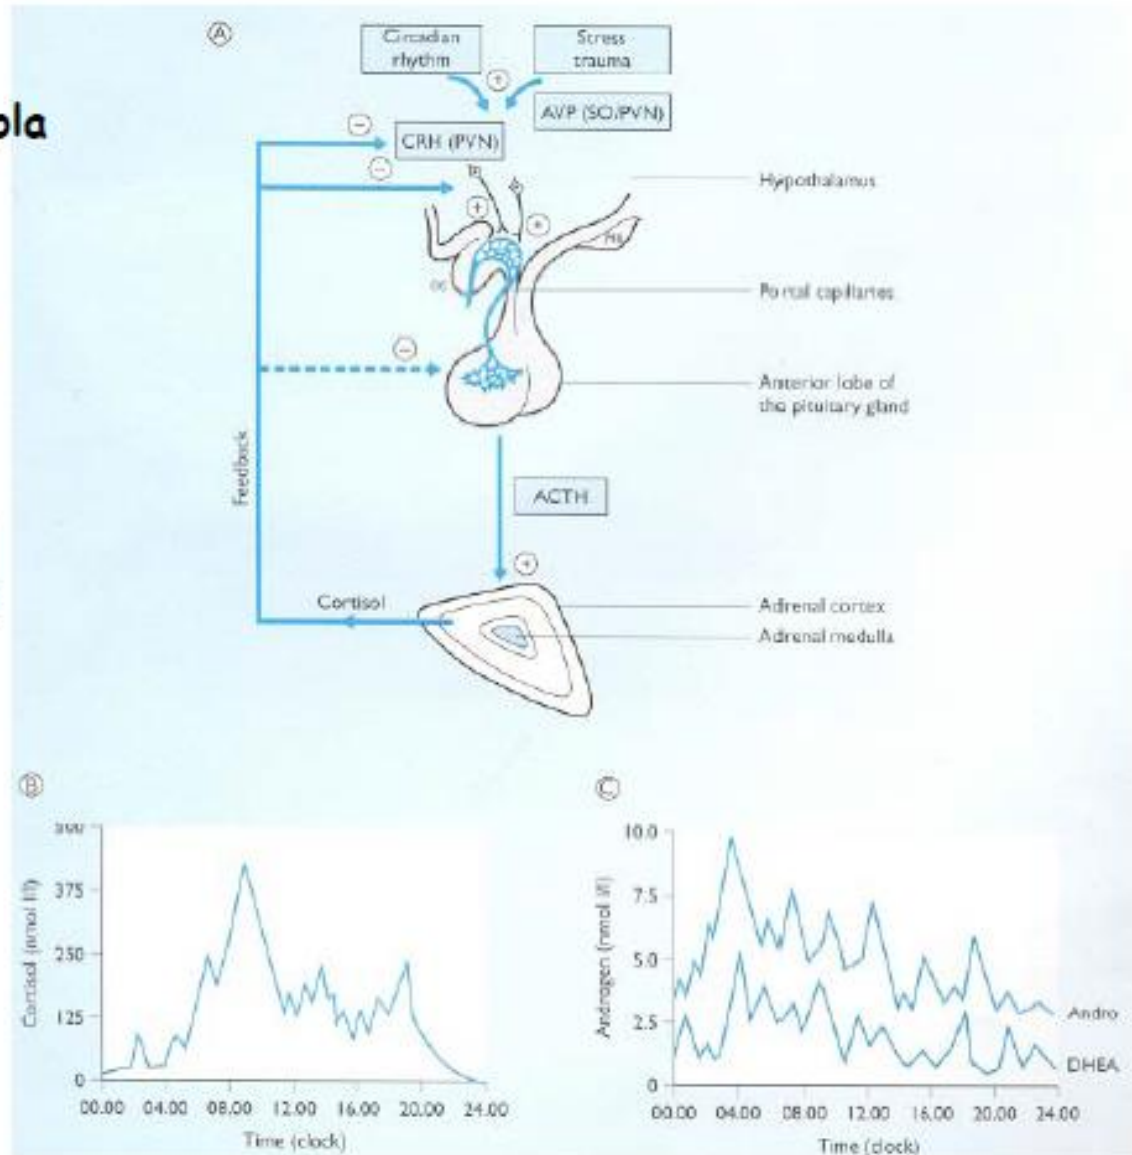 ola
A
Circadian
rhythm
Stress
trauma
+
AVP (SO/PVN)
−
CRH (PVN)
−
Hypothalamus
+
+
Portal capillaries
−
Anterior lobe of
the pituitary gland
Feedback
ACTH
+
Cortisol
Adrenal cortex
Adrenal medulla
B
375
250
125
0
Cortisol (nmol l/l)
00.00 04.00 08.00 12.00 16.00 20.00 24.00
Time (clock)
C
10.0
7.5
5.0
2.5
0
Androgen (nmol l/l)
Andro
DHEA
00.00 04.00 08.00 12.00 16.00 20.00 24.00
Time (clock)